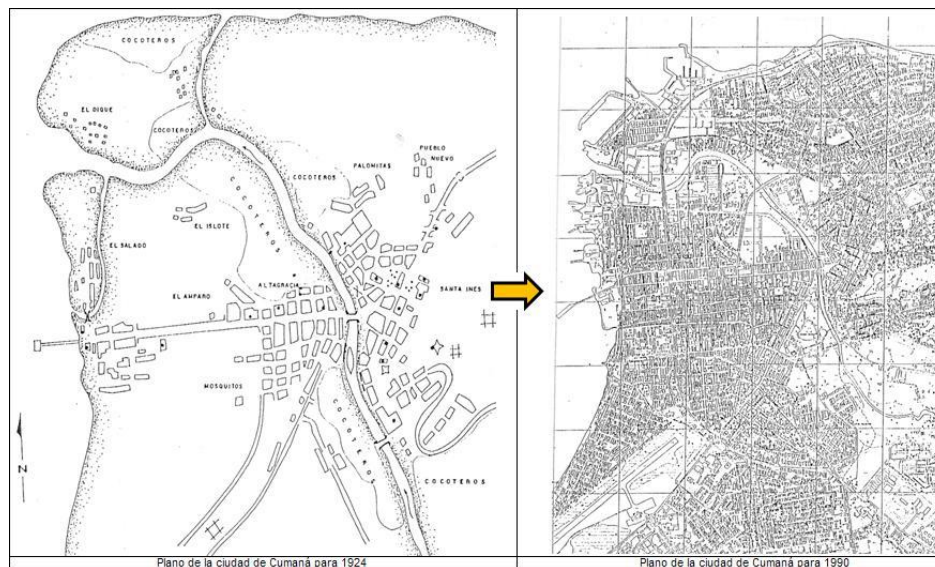 COCOTEROS
EL DIQUE
COCOTEROS
PUEBLO
NUEVO
PALOMITAS
COCOTEROS
COCOTEROS
EL ISLOTE
EL SALADO
SANTA INES
ALTAGRACIA
EL AMPARO
MOSQUITOS
COCOTEROS
COCOTEROS
N
Plano de la ciudad de Cumaná para 1924
Plano de la ciudad de Cumaná para 1990